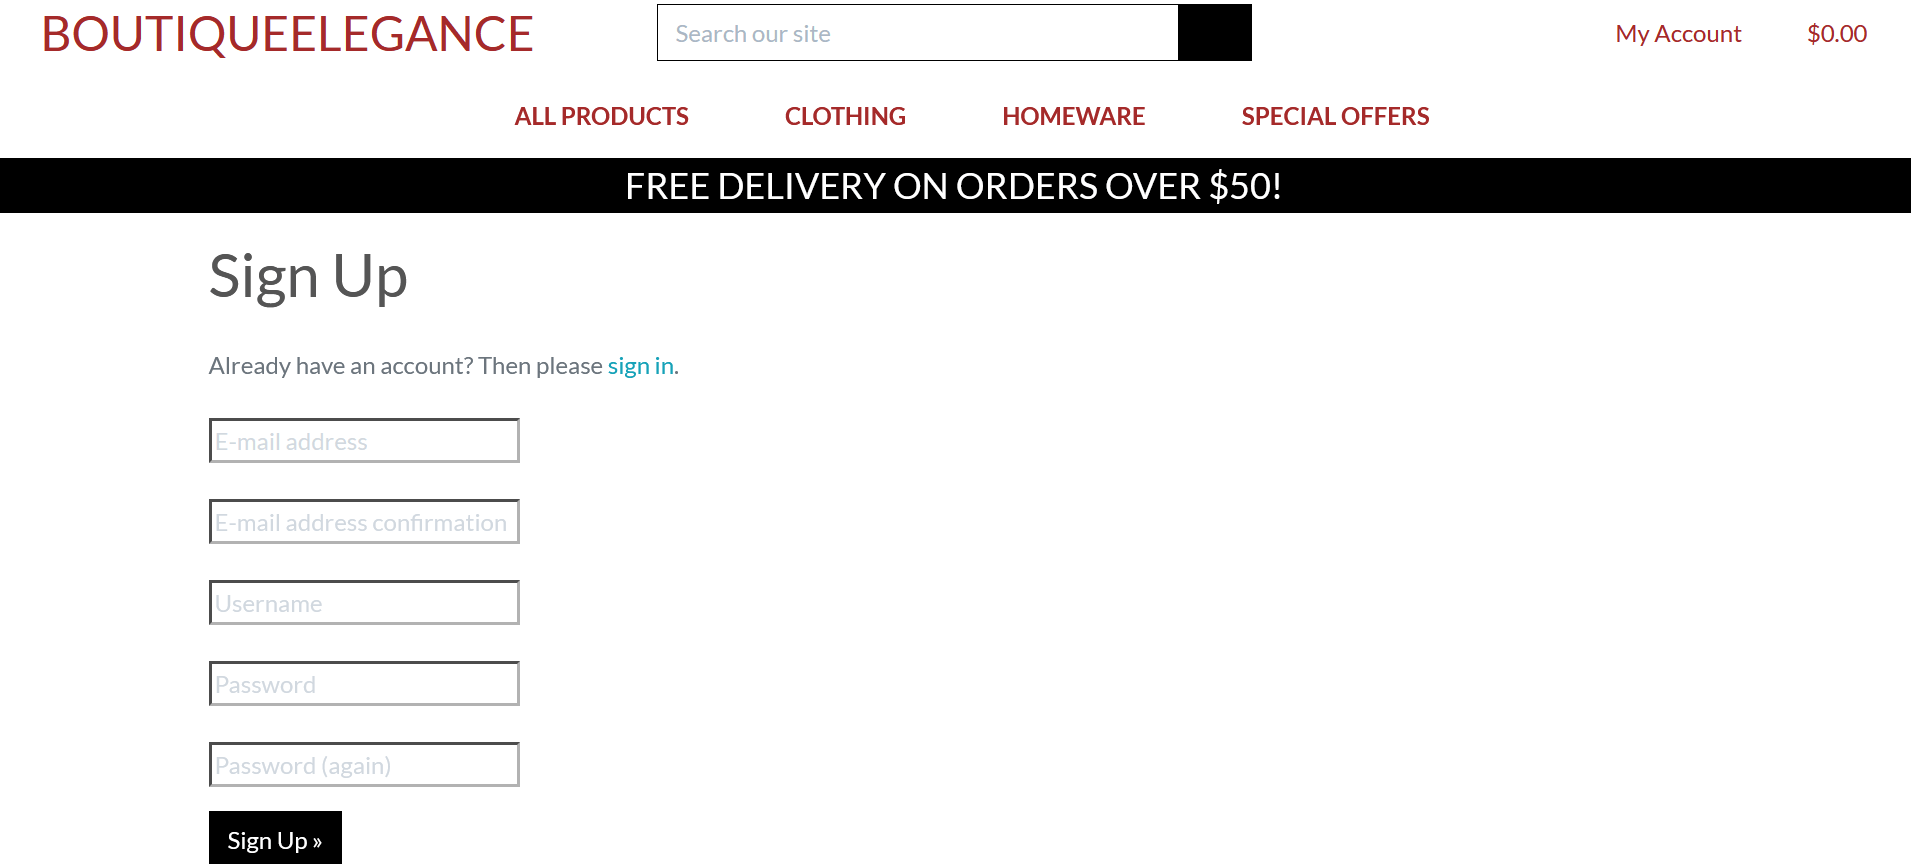 BOUTIQUEELEGANCE
Search our site
My Account
$0.00
ALL PRODUCTS
CLOTHING
HOMEWARE
SPECIAL OFFERS
FREE DELIVERY ON ORDERS OVER $50!
Sign Up
Already have an account? Then please sign in.
E-mail address
E-mail address confirmation
Username
Password
Password (again)
Sign Up »